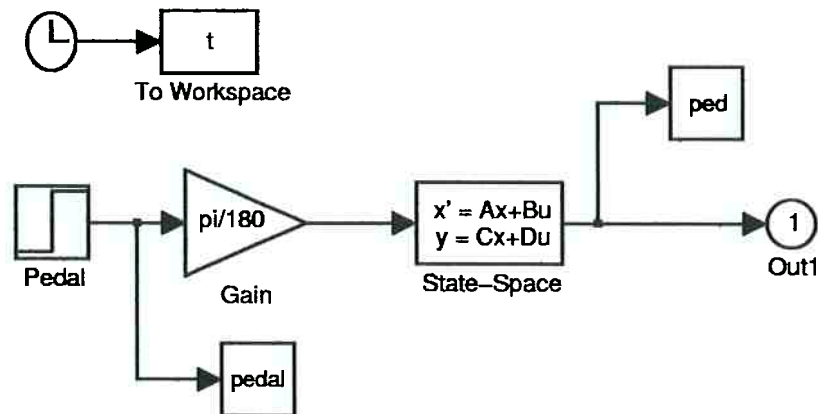 t
To Workspace
ped
Pedal
pi/180
Gain
x' = Ax+Bu
y = Cx+Du
State-Space
1
Out1
pedal